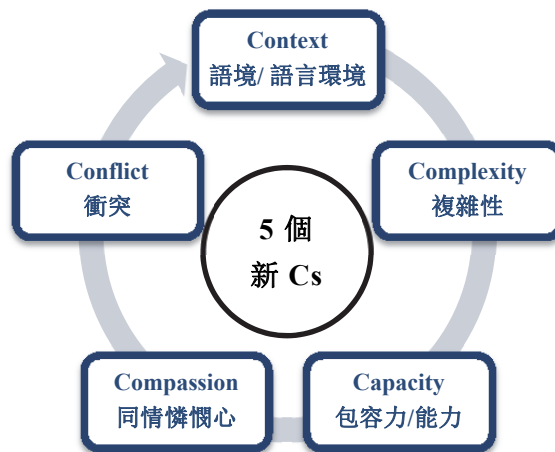 Context
語境/ 語言環境
Complexity
複雜性
Capacity
包容力/能力
Compassion
同情憐憫心
Conflict
衝突
5 個
新 Cs